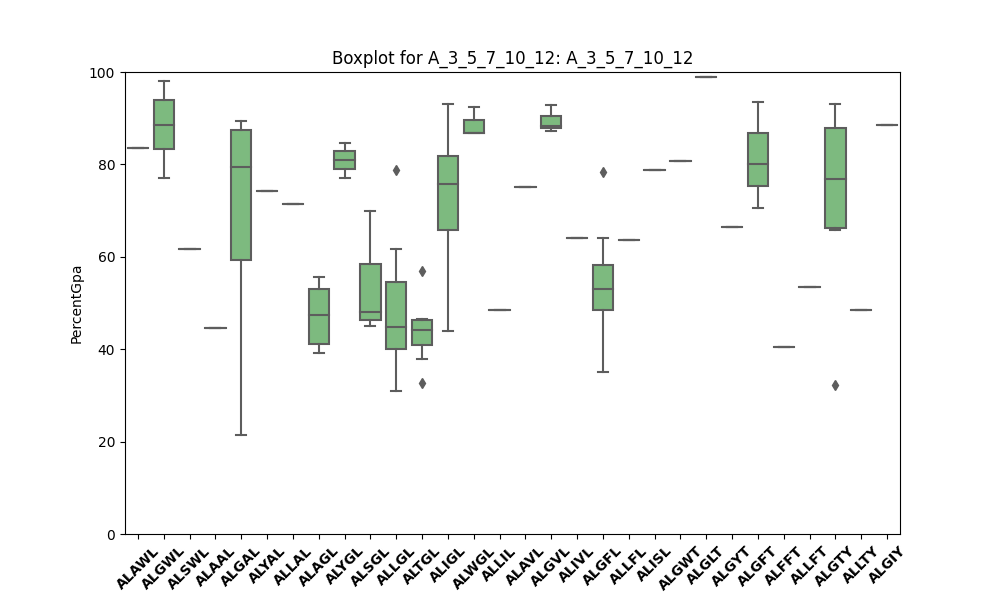 Boxplot for A_3_5_7_10_12: A_3_5_7_10_12
PercentGpa
100
80
60
40
20
0
ALAWL ALGWL ALSWL ALAAL ALGAL ALYAL ALLAL ALAGL ALYGL ALSGL ALLGL ALTGL ALIGL ALWGL ALLIL ALAVL ALGVL ALIVL ALGFL ALLFL ALISL ALGWT ALGLT ALGYT ALGFT ALFFT ALLFT ALGTY ALLTY ALGIY